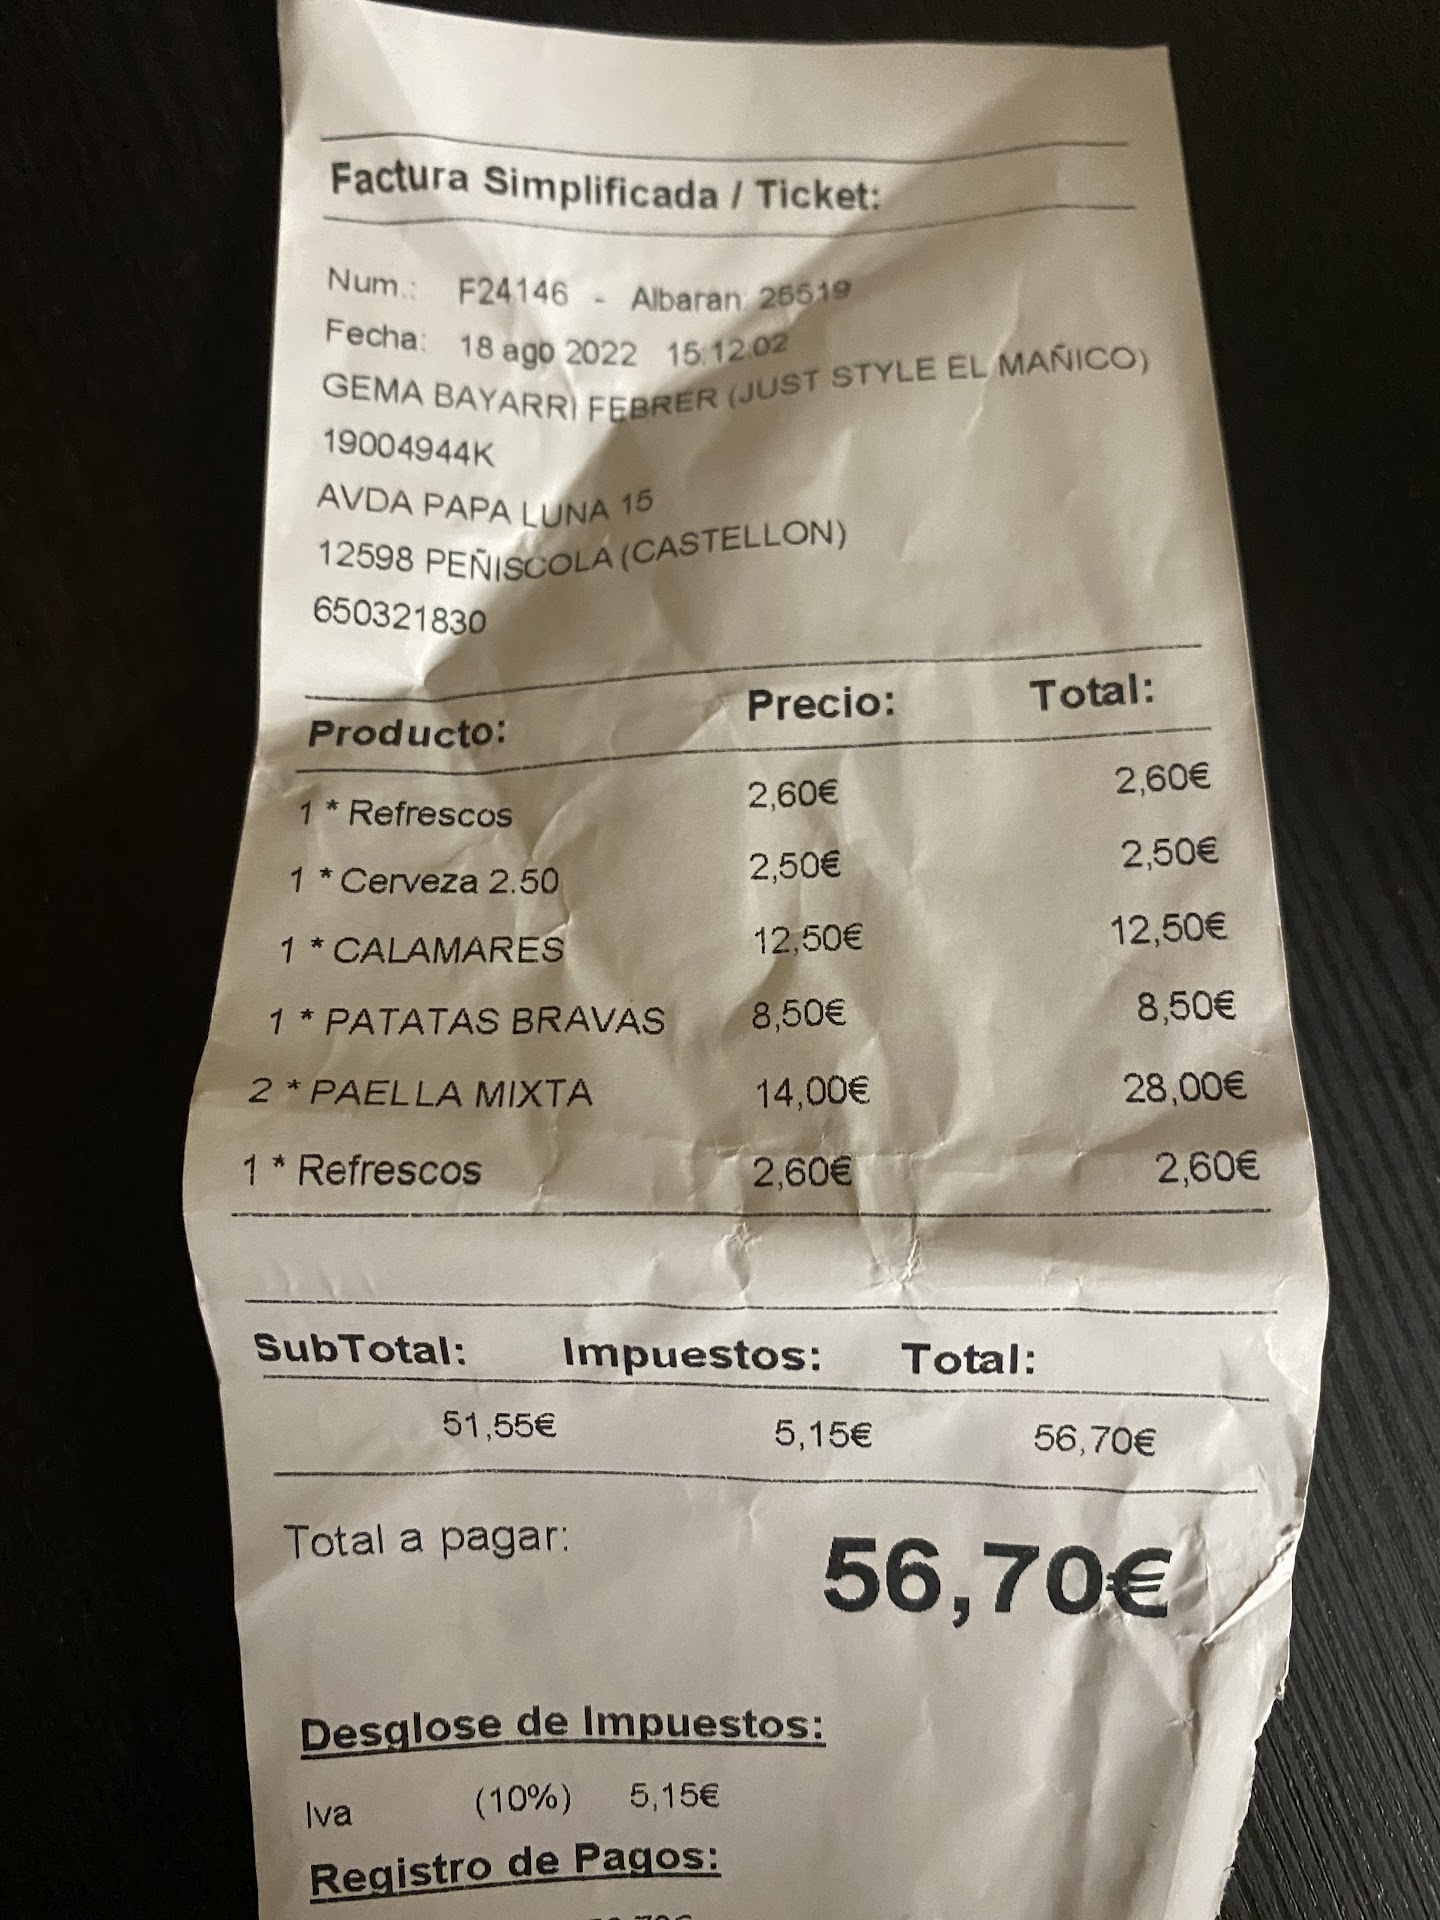 Factura Simplificada / Ticket:
Num.: F24146 - Albaran: 25519
Fecha: 18 ago 2022 15:12:02
GEMA BAYARRI FEBRER (JUST STYLE EL MAÑICO)
19004944K
AVDA PAPA LUNA 15
12598 PEÑISCOLA (CASTELLON)
650321830
Producto: Precio: Total:
1 * Refrescos 2,60€ 2,60€
1 * Cerveza 2.50 2,50€ 2,50€
1 * CALAMARES 12,50€ 12,50€
1 * PATATAS BRAVAS 8,50€ 8,50€
2 * PAELLA MIXTA 14,00€ 28,00€
1 * Refrescos 2,60€ 2,60€
SubTotal: Impuestos: Total:
51,55€ 5,15€ 56,70€
Total a pagar: 56,70€
Desglose de Impuestos:
Iva (10%) 5,15€
Registro de Pagos: